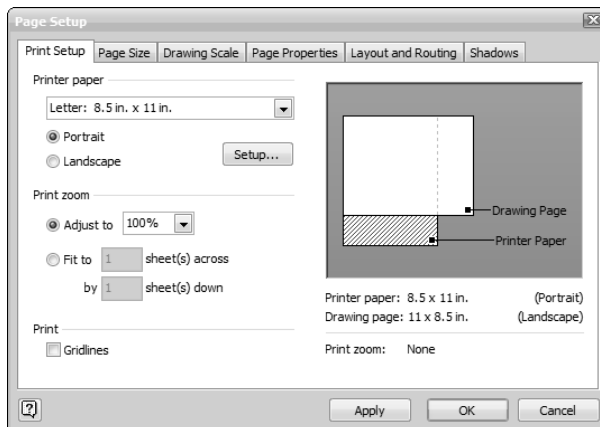 Page Setup
Print Setup Page Size Drawing Scale Page Properties Layout and Routing Shadows
Printer paper
Letter: 8.5 in. x 11 in.
Portrait
Landscape
Setup...
Print zoom
Adjust to 100%
Fit to 1 sheet(s) across
by 1 sheet(s) down
Print
Gridlines
Drawing Page
Printer Paper
Printer paper: 8.5 x 11 in. (Portrait)
Drawing page: 11 x 8.5 in. (Landscape)
Print zoom: None
? Apply OK Cancel